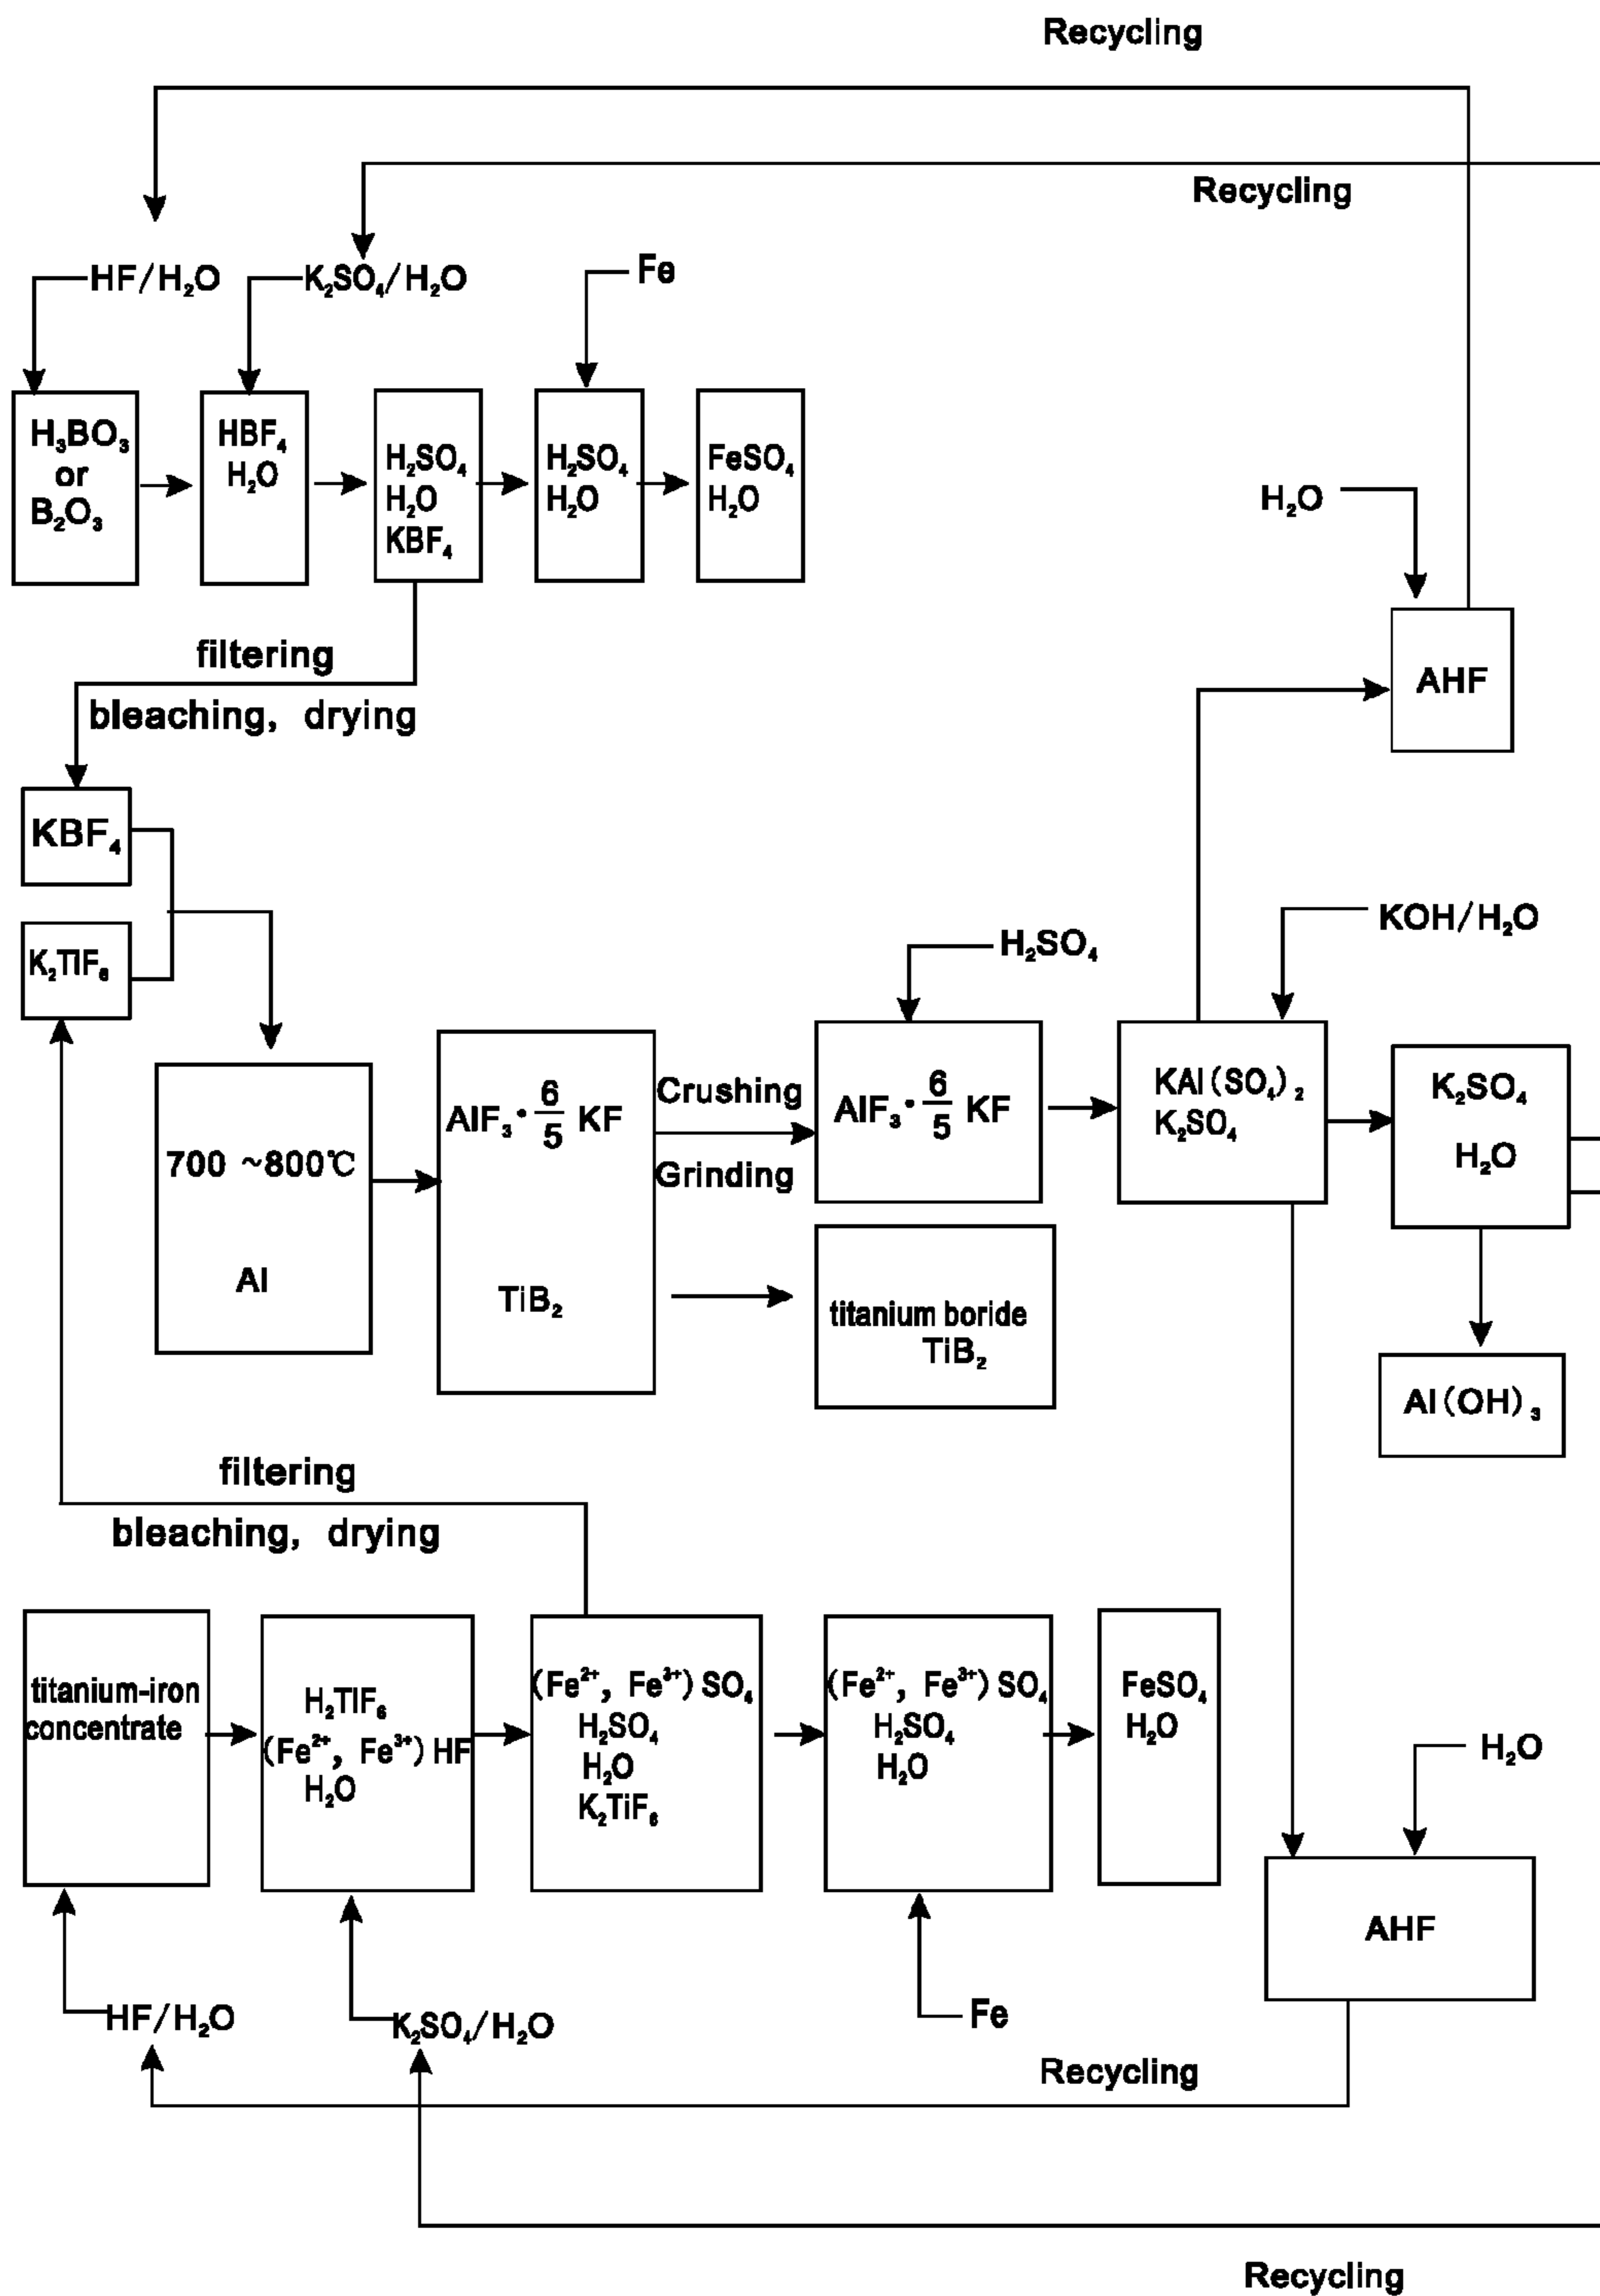 Recycling
Recycling
HF/H₂O
K₂SO₄/H₂O
Fe
H₃BO₃
or
B₂O₃
HBF₄
H₂O
H₂SO₄
H₂O
KBF₄
H₂SO₄
H₂O
FeSO₄
H₂O
H₂O
AHF
filtering
bleaching, drying
KBF₄
K₂TIF₆
H₂SO₄
KOH/H₂O
700 ~800℃
Al
AlF₃·6/5 KF
TiB₂
Crushing
Grinding
AlF₃·6/5 KF
titanium boride
TiB₂
KAl(SO₄)₂
K₂SO₄
K₂SO₄
H₂O
Al(OH)₃
filtering
bleaching, drying
titanium-iron
concentrate
H₂TIF₆
(Fe²⁺, Fe³⁺) HF
H₂O
(Fe²⁺, Fe³⁺) SO₄
H₂SO₄
H₂O
K₂TiF₆
(Fe²⁺, Fe³⁺) SO₄
H₂SO₄
H₂O
FeSO₄
H₂O
H₂O
AHF
HF/H₂O
K₂SO₄/H₂O
Fe
Recycling
Recycling